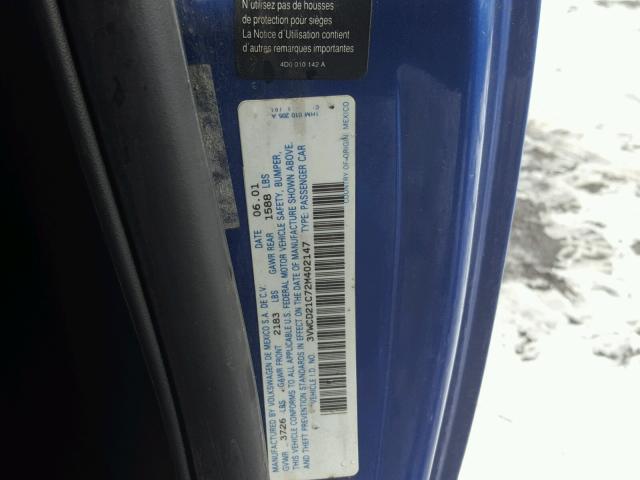 N'utilisez pas de housses
de protection pour sièges
La Notice d'Utilisation contient
d'autres remarques importantes
4D0 010 142 A
1HM 010 205 A
MANUFACTURED BY VOLKSWAGEN DE MEXICO S.A. DE C.V. DATE 06.01
GVWR 3726 LBS GAWR FRONT 2183 LBS GAWR REAR 1588 LBS
THIS VEHICLE CONFORMS TO ALL APPLICABLE U.S. FEDERAL MOTOR VEHICLE SAFETY, BUMPER,
AND THEFT PREVENTION STANDARDS IN EFFECT ON THE DATE OF MANUFACTURE SHOWN ABOVE.
VEHICLE I.D. NO. 3VWCD21C72M402147 TYPE: PASSENGER CAR
COUNTRY-OF-ORIGIN: MEXICO